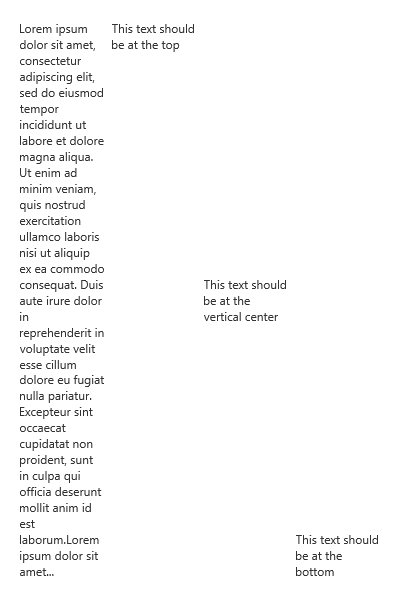 Lorem ipsum
dolor sit amet,
consectetur
adipiscing elit,
sed do eiusmod
tempor
incididunt ut
labore et dolore
magna aliqua.
Ut enim ad
minim veniam,
quis nostrud
exercitation
ullamco laboris
nisi ut aliquip
ex ea commodo
consequat. Duis
aute irure dolor
in
reprehenderit in
voluptate velit
esse cillum
dolore eu fugiat
nulla pariatur.
Excepteur sint
occaecat
cupidatat non
proident, sunt
in culpa qui
officia deserunt
mollit anim id
est
laborum.Lorem
ipsum dolor sit
amet...
This text should
be at the top
This text should
be at the
vertical center
This text should
be at the
bottom